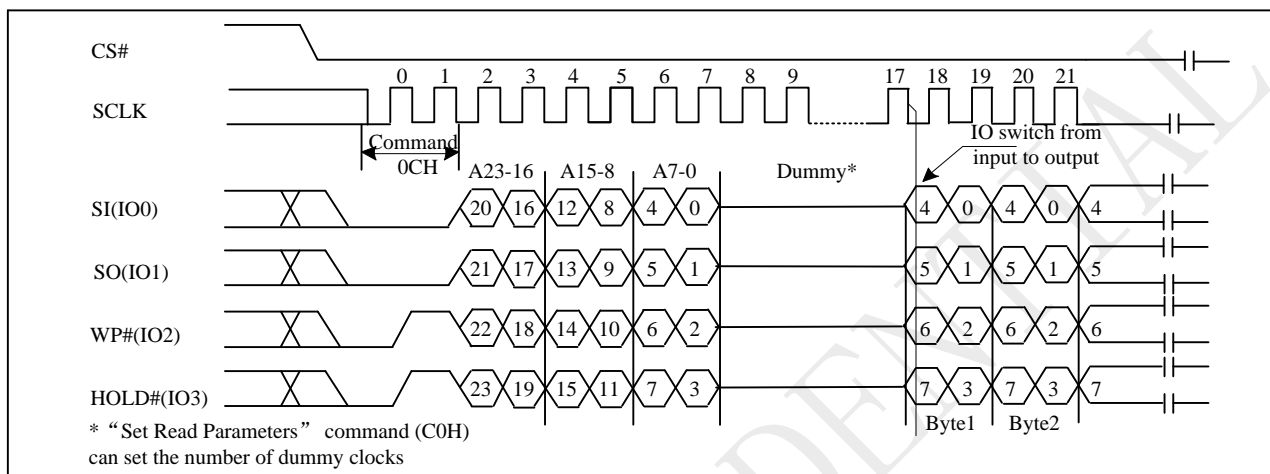 CS#
0 1 2 3 4 5 6 7 8 9 17 18 19 20 21
SCLK
Command
0CH
IO switch from
input to output
A23-16 A15-8 A7-0 Dummy*
SI(IO0) 20 16 12 8 4 0 4 0 4 0 4
SO(IO1) 21 17 13 9 5 1 5 1 5 1 5
WP#(IO2) 22 18 14 10 6 2 6 2 6 2 6
HOLD#(IO3) 23 19 15 11 7 3 7 3 7 3 7
Byte1 Byte2
* “Set Read Parameters” command (C0H)
can set the number of dummy clocks
DENTIAL